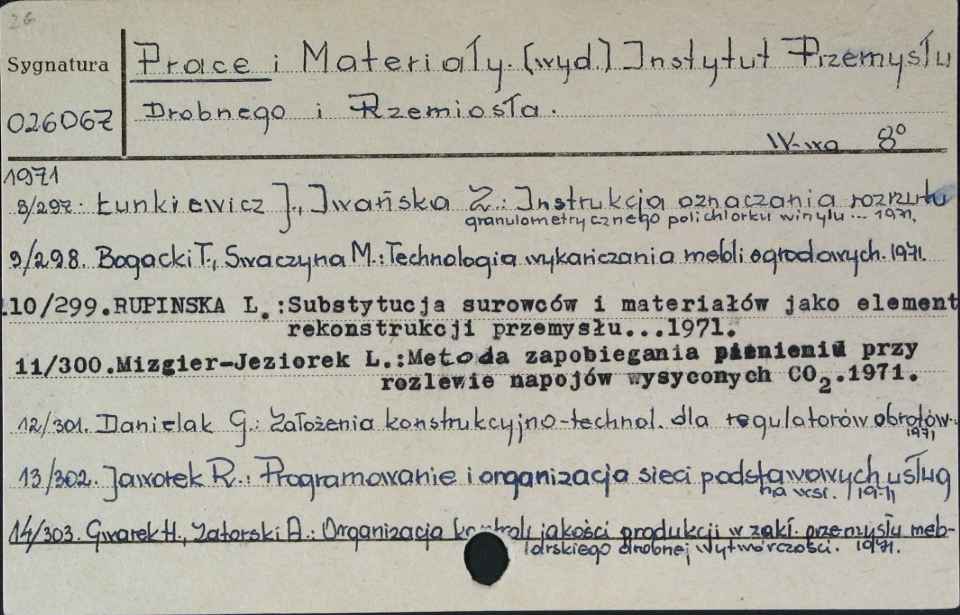 26
Sygnatura
026067
Prace i Materiały. [wyd.] Instytut Przemysłu
Drobnego i Rzemiosła.
W-wa 8°
1971
8/297. Łunkiewicz J., Iwańska Z.: Instrukcja oznaczania rozrzutu
granulometrycznego polichlorku winylu ... 1971.
9/298. Bogacki T., Swaczyna M.: Technologia wykańczania mebli ogrodowych. 1971.
10/299.RUPINSKA L.:Substytucja surowców i materiałów jako element
rekonstrukcji przemysłu...1971.
11/300.Mizgier-Jeziorek L.:Metoda zapobiegania pienieniu przy
rozlewie napojów wysyconych CO2.1971.
12/301. Danielak G.: Założenia konstrukcyjno-technol. dla regulatorów obrotów.
1971
13/302. Jaworek R.: Programowanie i organizacja sieci podstawowych usług
na wsi. 1971
14/303. Gwarek H., Zatorski A.: Organizacja kontroli jakości produkcji w zakł. przemysłu meb-
larskiego drobnej wytwórczości. 1971.